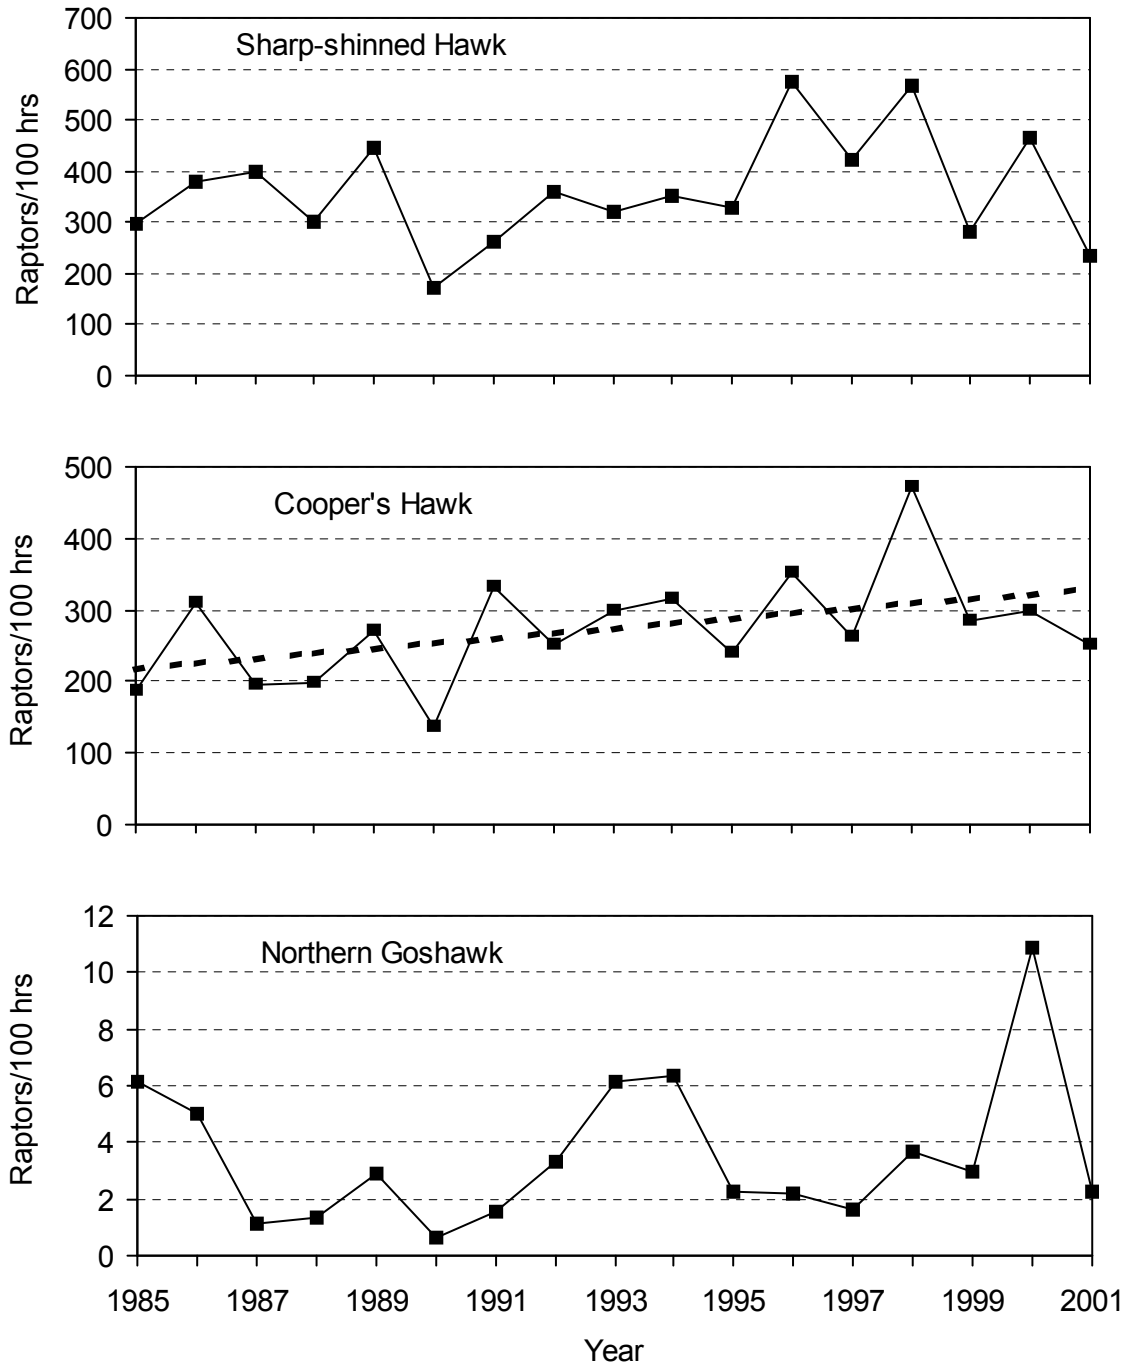 Sharp-shinned Hawk
Raptors/100 hrs
700
600
500
400
300
200
100
0
Cooper's Hawk
Raptors/100 hrs
500
400
300
200
100
0
Northern Goshawk
Raptors/100 hrs
12
10
8
6
4
2
0
1985 1987 1989 1991 1993 1995 1997 1999 2001
Year